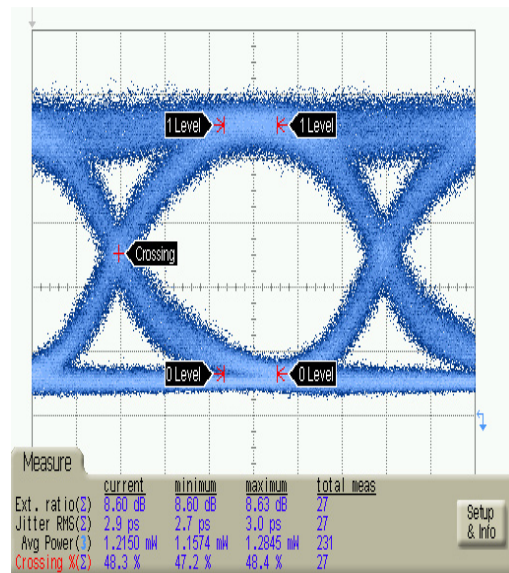 1 Level 1 Level
Crossing
0 Level 0 Level
Measure
current minimum maximum total meas
Ext. ratio(Σ) 8.60 dB 8.60 dB 8.63 dB 27
Jitter RMS(Σ) 2.9 ps 2.7 ps 3.0 ps 27
Avg Power(3) 1.2150 mW 1.1574 mW 1.2845 mW 231
Crossing %(Σ) 48.3 % 47.2 % 48.4 % 27
Setup
& Info